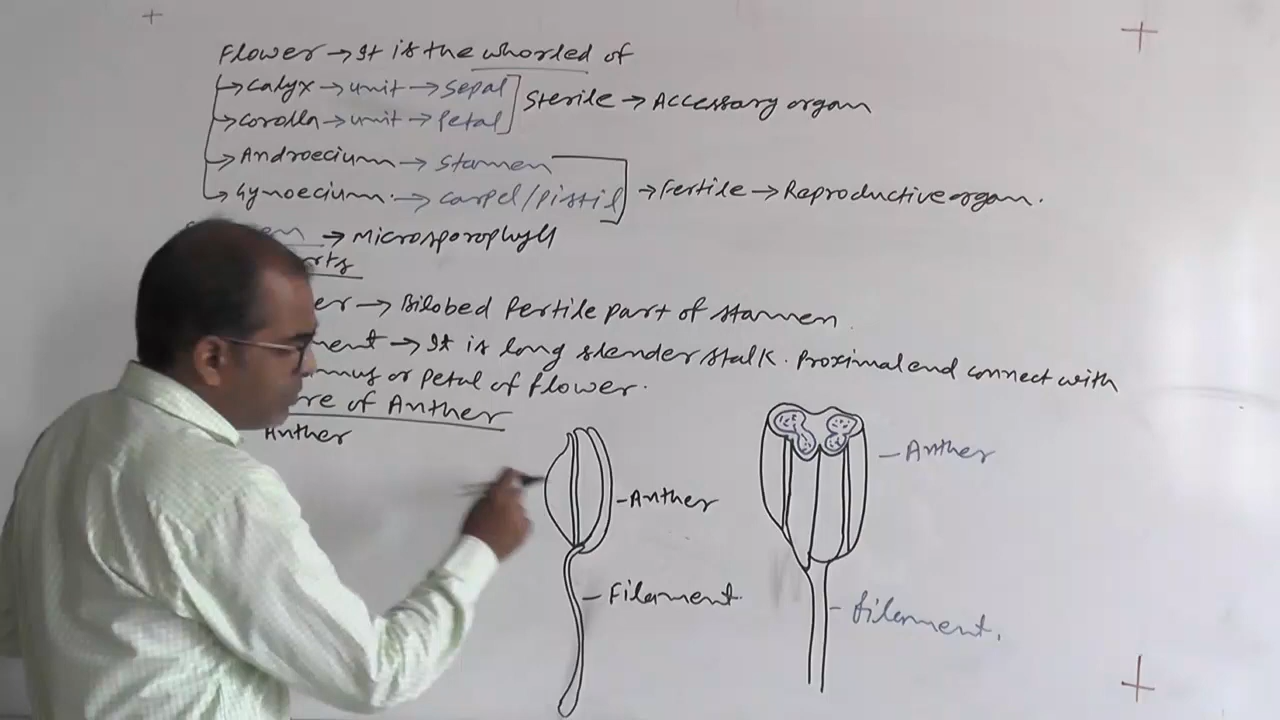 Flower → It is the whorled of
→ Calyx → unit → Sepal
→ Corolla → unit → Petal
Sterile → Accessary organ
→ Androecium → Stamen
→ Gynoecium. → Carpel/Pistil
→ Fertile → Reproductive organ.
→ Microsporophyll
→ Bilobed fertile part of stamen.
→ It is long slender stalk. Proximal end connect with
or Petal of flower.
of Anther
Anther
- Anther
- Filament
- Anther
- filament.